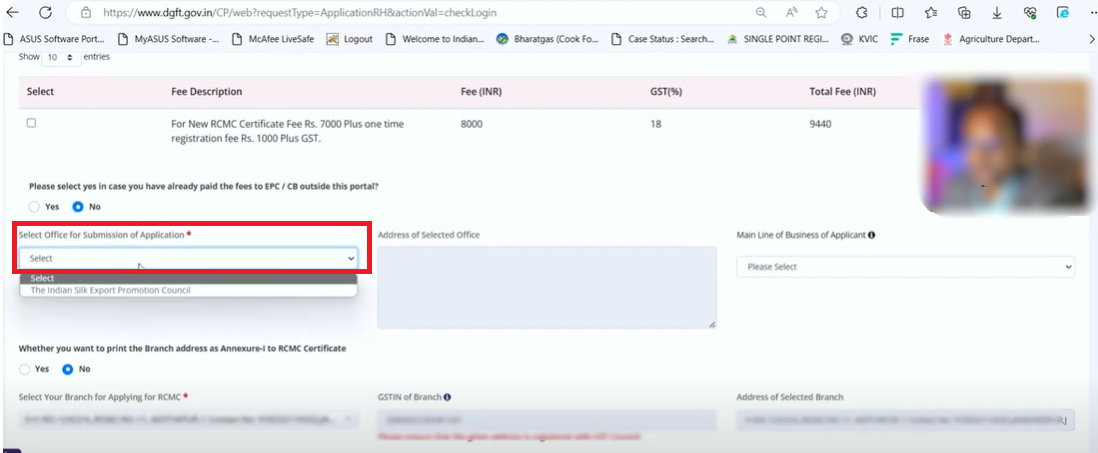 https://www.dgft.gov.in/CP/web?requestType=ApplicationRH&actionVal=checkLogin
ASUS Software Port... MyASUS Software -... McAfee LiveSafe Logout Welcome to Indian... Bharatgas (Cook Fo... Case Status : Search... SINGLE POINT REGI... KVIC Frase Agriculture Depart...
Show 10 entries
Select Fee Description Fee (INR) GST(%) Total Fee (INR)
For New RCMC Certificate Fee Rs. 7000 Plus one time 8000 18 9440
registration fee Rs. 1000 Plus GST.
Please select yes in case you have already paid the fees to EPC / CB outside this portal?
Yes No
Select Office for Submission of Application * Address of Selected Office Main Line of Business of Applicant
Select
Please Select
Select
The Indian Silk Export Promotion Council
Whether you want to print the Branch address as Annexure-I to RCMC Certificate
Yes No
Select Your Branch for Applying for RCMC * GSTIN of Branch Address of Selected Branch